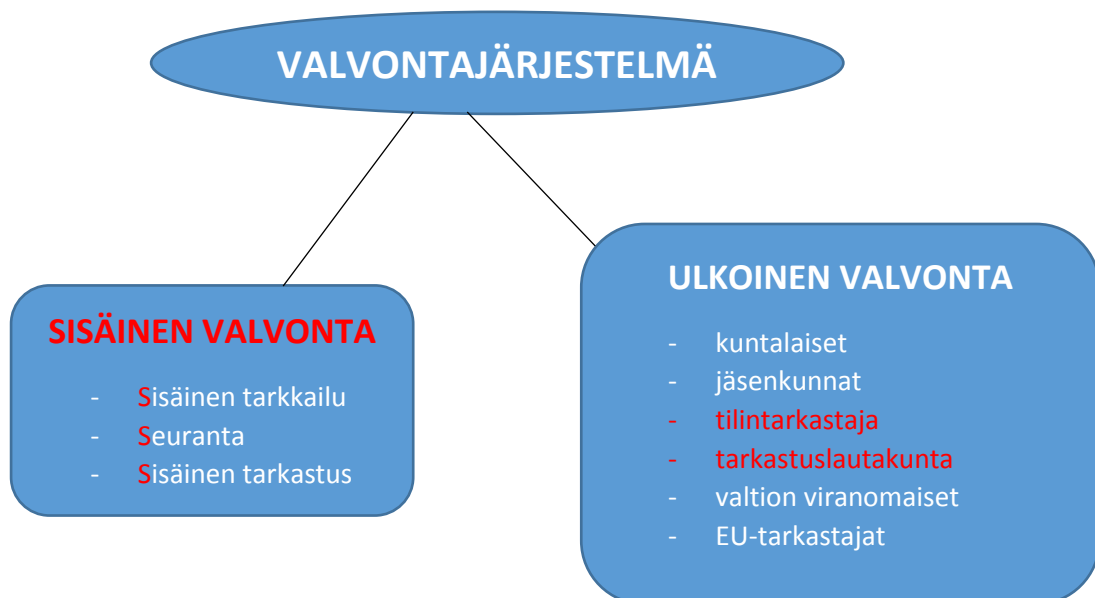 VALVONTAJÄRJESTELMÄ
SISÄINEN VALVONTA
- Sisäinen tarkkailu
- Seuranta
- Sisäinen tarkastus
ULKOINEN VALVONTA
- kuntalaiset
- jäsenkunnat
- tilintarkastaja
- tarkastuslautakunta
- valtion viranomaiset
- EU-tarkastajat